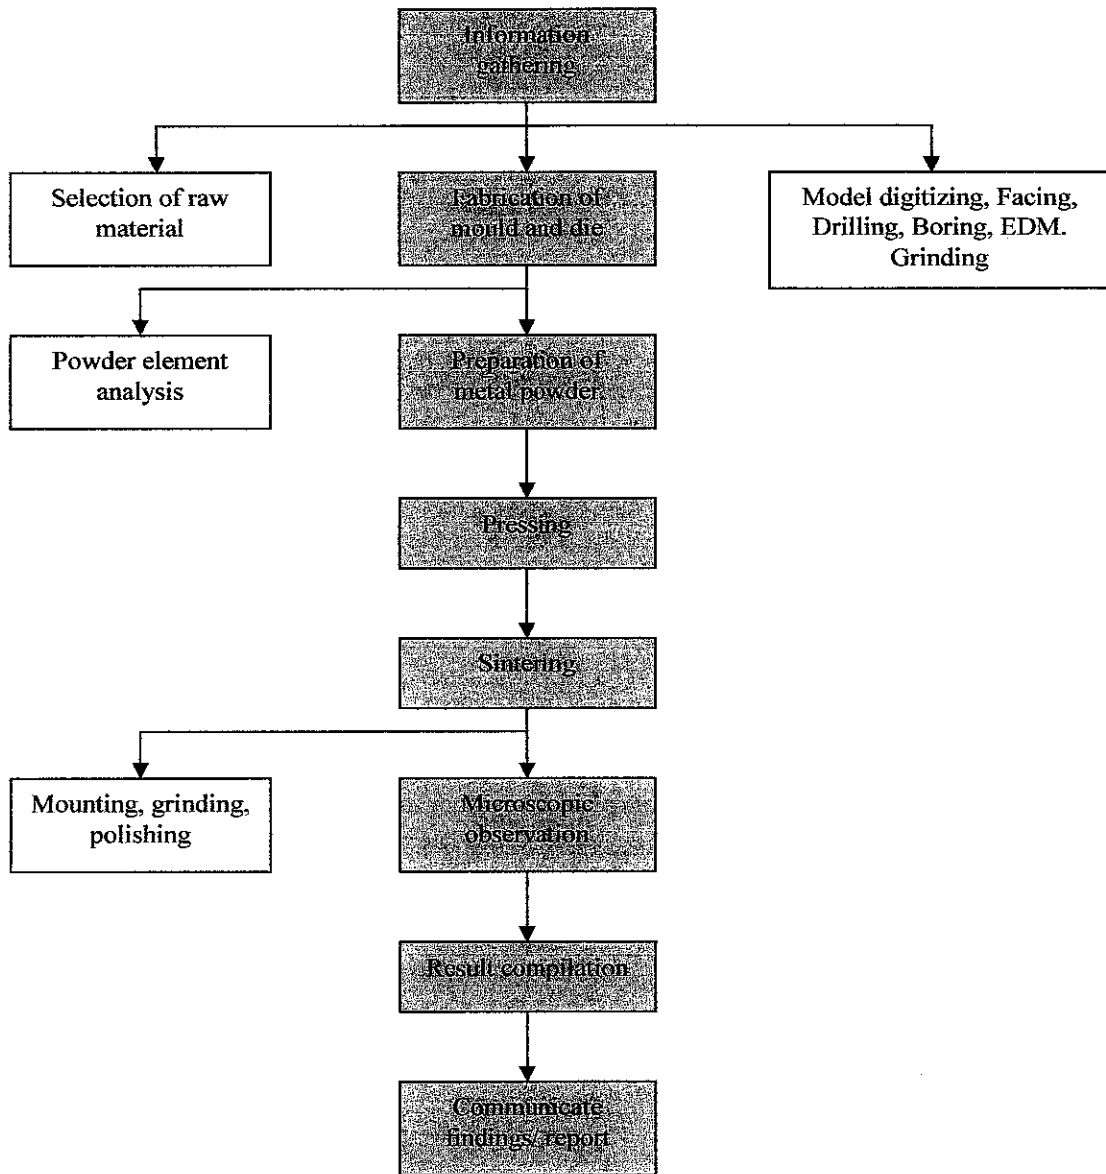 Information
gathering
Selection of raw
material
Fabrication of
mould and die
Model digitizing, Facing,
Drilling, Boring, EDM.
Grinding
Powder element
analysis
Preparation of
metal powder
Pressing
Sintering
Mounting, grinding,
polishing
Microscopic
observation
Result compilation
Communicate
findings/ report